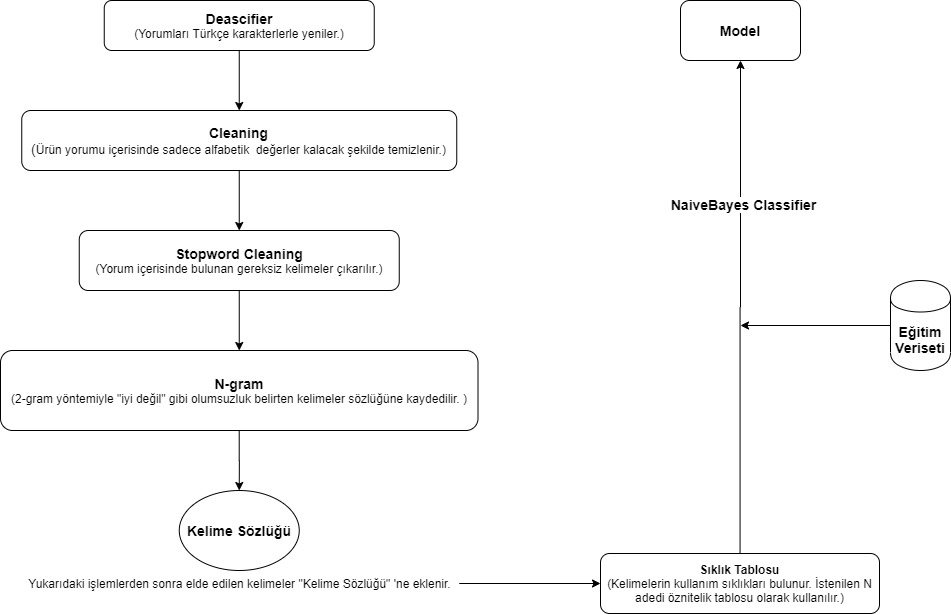 Deascifier
(Yorumları Türkçe karakterlerle yeniler.)
Cleaning
(Ürün yorumu içerisinde sadece alfabetik değerler kalacak şekilde temizlenir.)
Stopword Cleaning
(Yorum içerisinde bulunan gereksiz kelimeler çıkarılır.)
N-gram
(2-gram yöntemiyle "iyi değil" gibi olumsuzluk belirten kelimeler sözlüğüne kaydedilir. )
Kelime Sözlüğü
Yukarıdaki işlemlerden sonra elde edilen kelimeler "Kelime Sözlüğü" 'ne eklenir.
Sıklık Tablosu
(Kelimelerin kullanım sıklıkları bulunur. İstenilen N
adedi öznitelik tablosu olarak kullanılır.)
Eğitim
Veriseti
NaiveBayes Classifier
Model